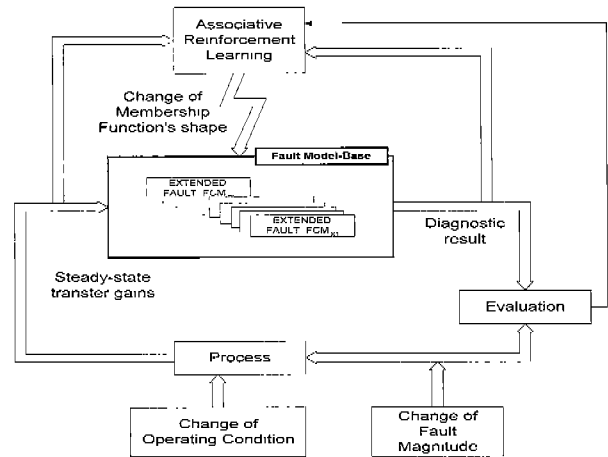 Associative
Reinforcement
Learning
Change of
Membership
Function's shape
Fault Model-Base
EXTENDED
FAULT FCM
EXTENDED
FAULT FCM
Diagnostic
result
Steady-state
transfer gains
Evaluation
Process
Change of
Operating Condition
Change of
Fault
Magnitude